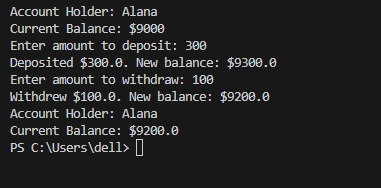 Account Holder: Alana
Current Balance: $9000
Enter amount to deposit: 300
Deposited $300.0. New balance: $9300.0
Enter amount to withdraw: 100
Withdrew $100.0. New balance: $9200.0
Account Holder: Alana
Current Balance: $9200.0
PS C:\Users\dell>